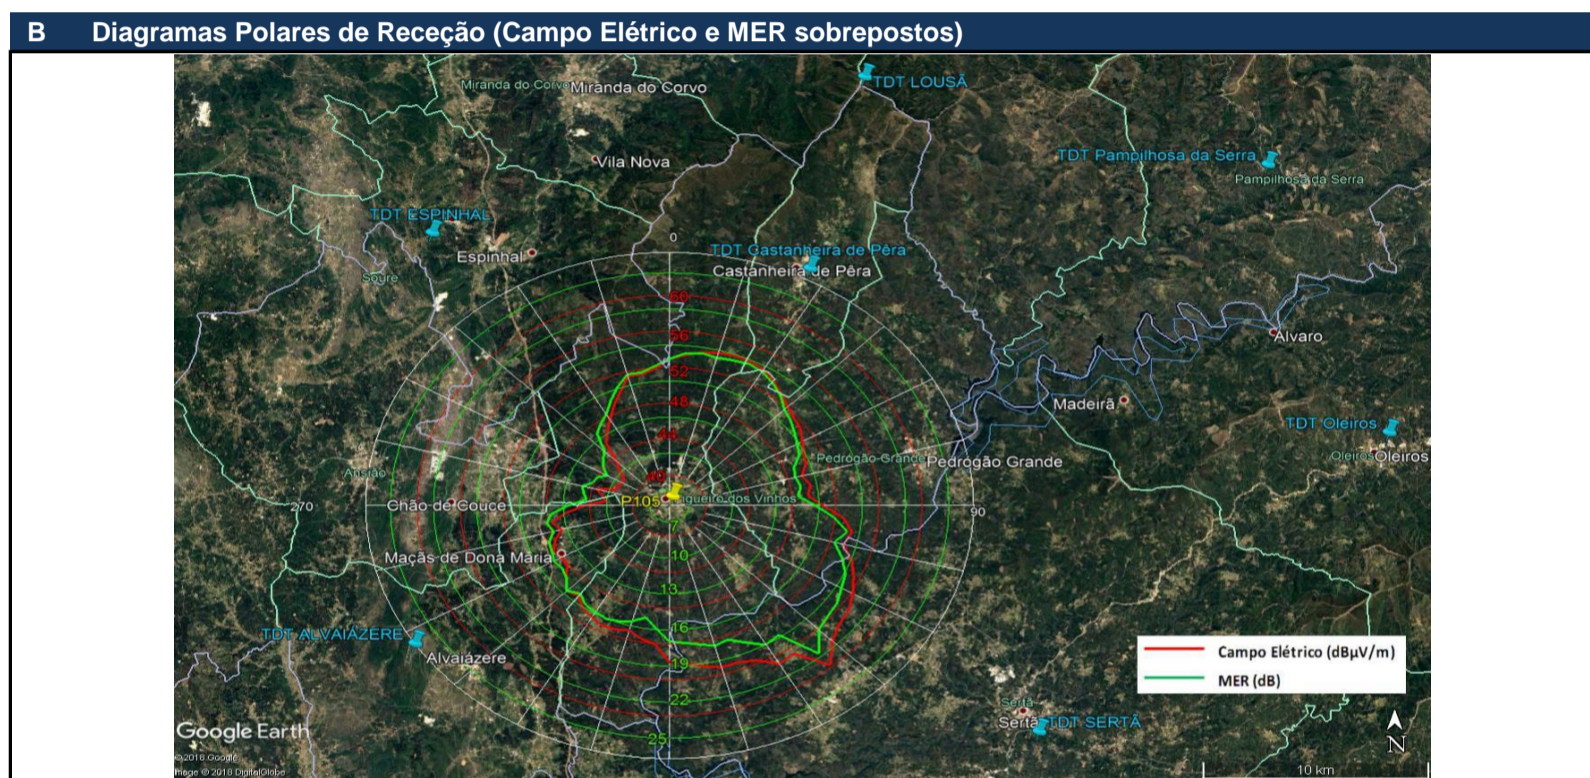 B Diagramas Polares de Receção (Campo Elétrico e MER sobrepostos)
TDT LOUSÃ
Miranda do Corvo Miranda do Corvo
Vila Nova
TDT Pampilhosa da Serra
Pampilhosa da Serra
TDT ESPINHAL
Espinhal
0
TDT Castanheira de Pêra
Castanheira de Pêra
Soure
60
56
Álvaro
52
48
Madeirã
44
TDT Oleiros
Oleiros Oleiros
Pedrógão Grande Pedrógão Grande
Ansião
40
P105 igueiró dos Vinhos
270 Chão de Couce
90
7
10
Maçãs de Dona Maria
13
16
TDT ALVAIÁZERE
Alvaiázere
19
22
25
Campo Elétrico (dBµV/m)
MER (dB)
Sertã
Sertã TDT SERTÃ
Google Earth
© 2018 Google
Image © 2018 DigitalGlobe
N
10 km